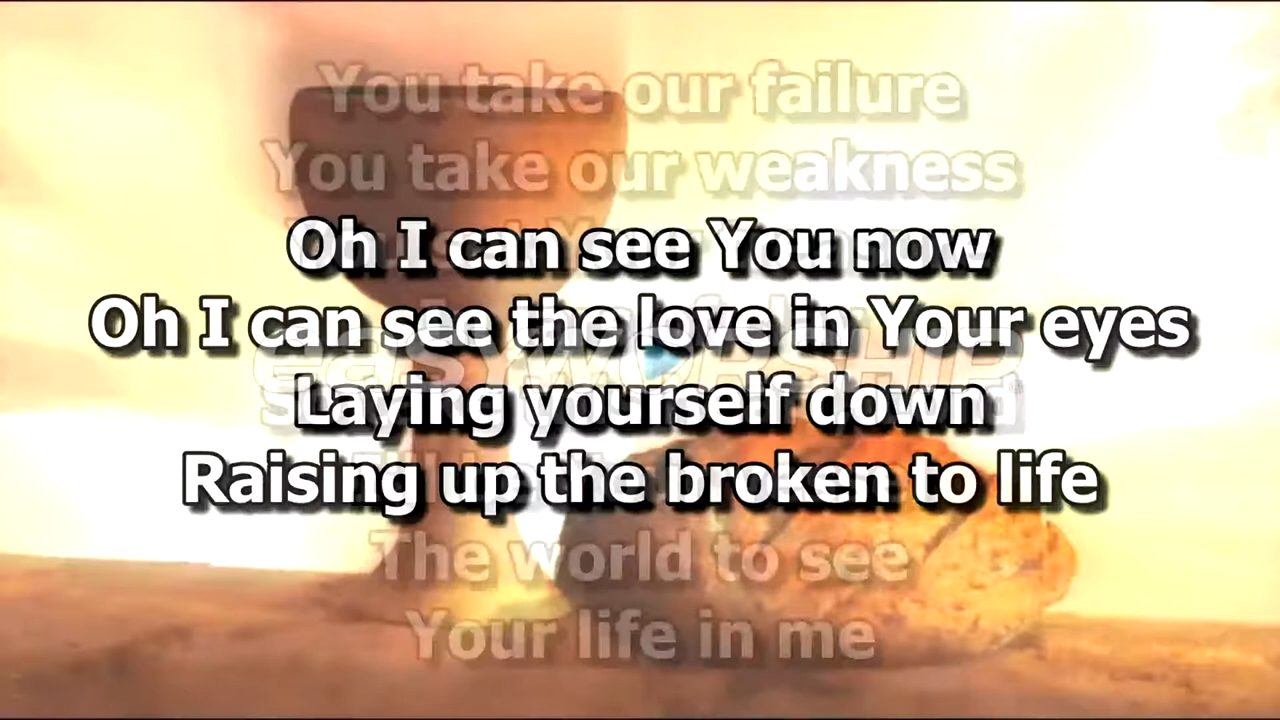 You take our failure
You take our weakness
Oh I can see You now
Oh I can see the love in Your eyes
easyWORSHIP
Laying yourself down
Raising up the broken to life
The world to see
Your life in me